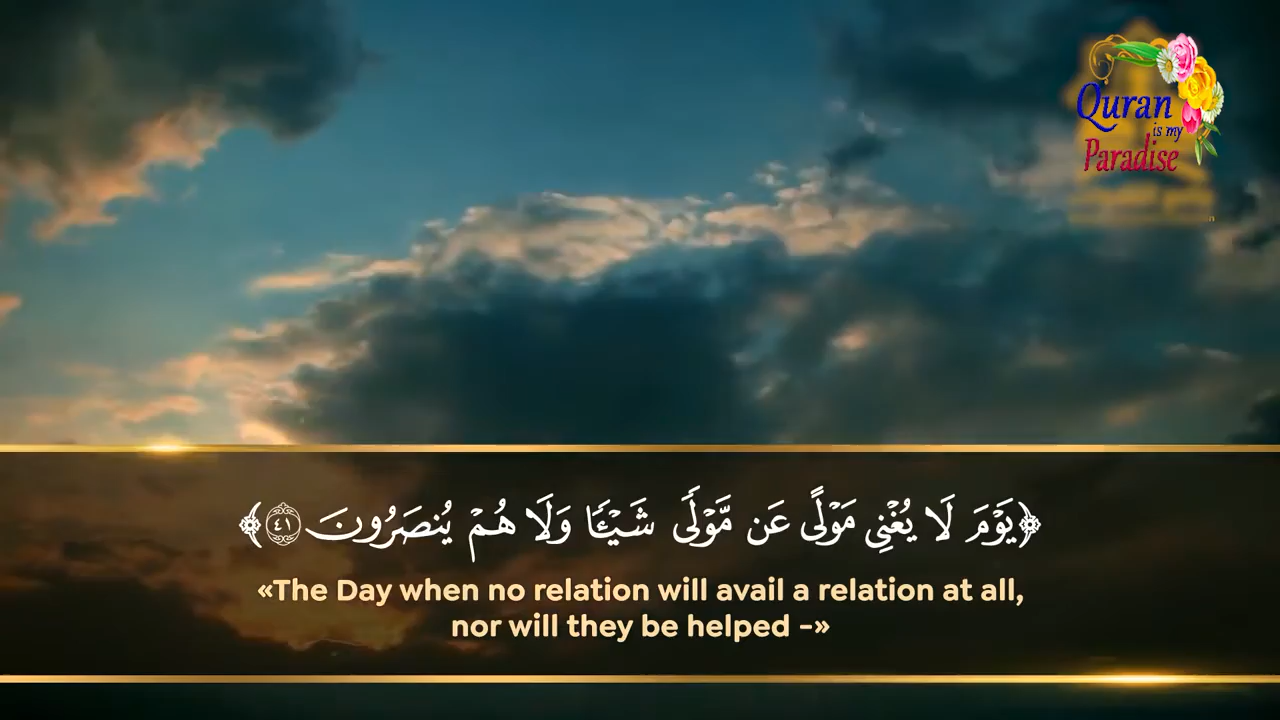 Quran
is my
Paradise
﴿يَوْمَ لَا يُغْنِي مَوْلًى عَن مَّوْلًى شَيْـًٔا وَلَا هُمْ يُنصَرُونَ ٤١﴾
«The Day when no relation will avail a relation at all,
nor will they be helped -»